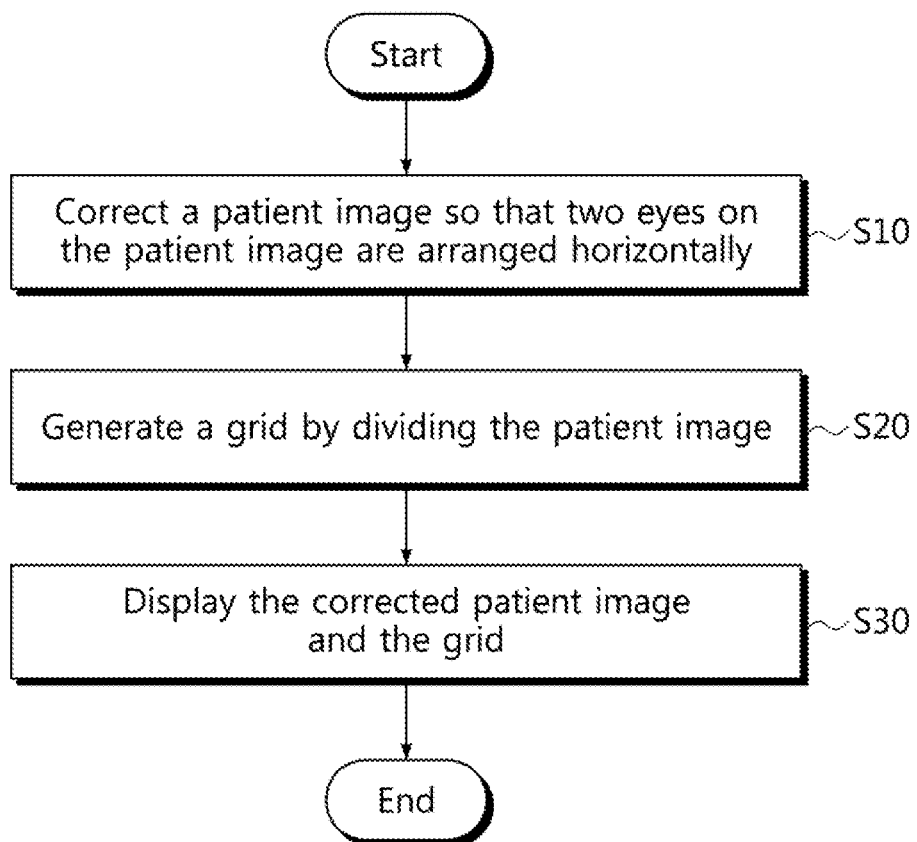 Start
Correct a patient image so that two eyes on
the patient image are arranged horizontally
S10
Generate a grid by dividing the patient image
S20
Display the corrected patient image
and the grid
S30
End